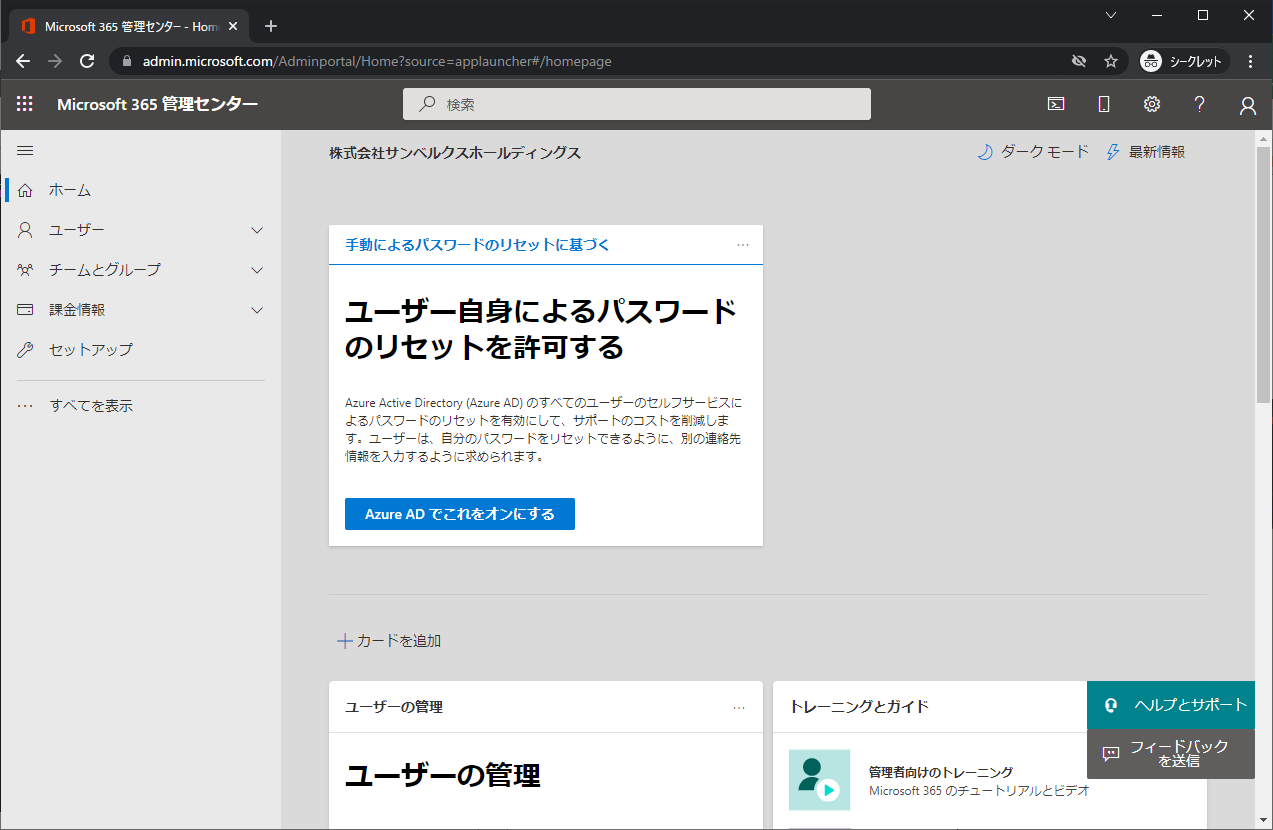 Microsoft 365 管理センター - Hom
admin.microsoft.com/Adminportal/Home?source=applauncher#/homepage
シークレット
Microsoft 365 管理センター
検索
株式会社サンベルクスホールディングス
ダーク モード
最新情報
ホーム
ユーザー
チームとグループ
課金情報
セットアップ
すべてを表示
手動によるパスワードのリセットに基づく
ユーザー自身によるパスワード
のリセットを許可する
Azure Active Directory (Azure AD) のすべてのユーザーのセルフサービスに
よるパスワードのリセットを有効にして、サポートのコストを削減しま
す。ユーザーは、自分のパスワードをリセットできるように、別の連絡先
情報を入力するように求められます。
Azure AD でこれをオンにする
カードを追加
ユーザーの管理
ユーザーの管理
トレーニングとガイド
管理者向けのトレーニング
Microsoft 365 のチュートリアルとビデオ
ヘルプとサポート
フィードバック
を送信